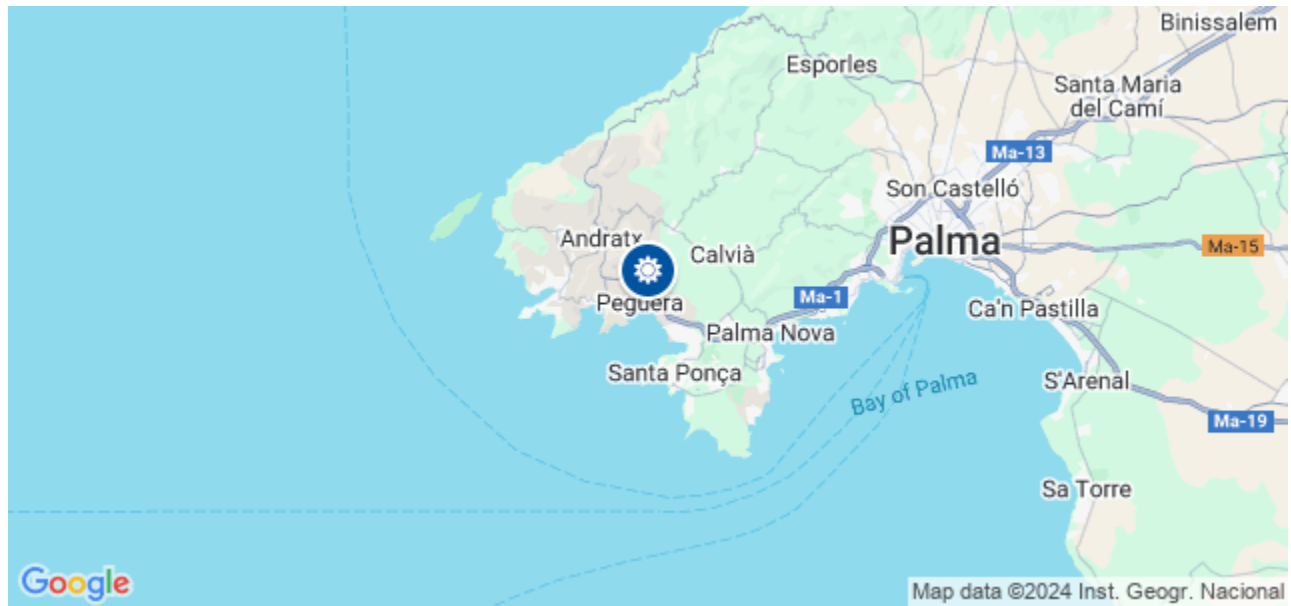 Binissalem
Esporles
Santa Maria
del Camí
Ma-13
Son Castelló
Andratx
Palma
Ma-15
Calvià
Peguera
Ma-1
Ca'n Pastilla
Palma Nova
Santa Ponça
S'Arenal
Bay of Palma
Ma-19
Sa Torre
Google
Map data ©2024 Inst. Geogr. Nacional